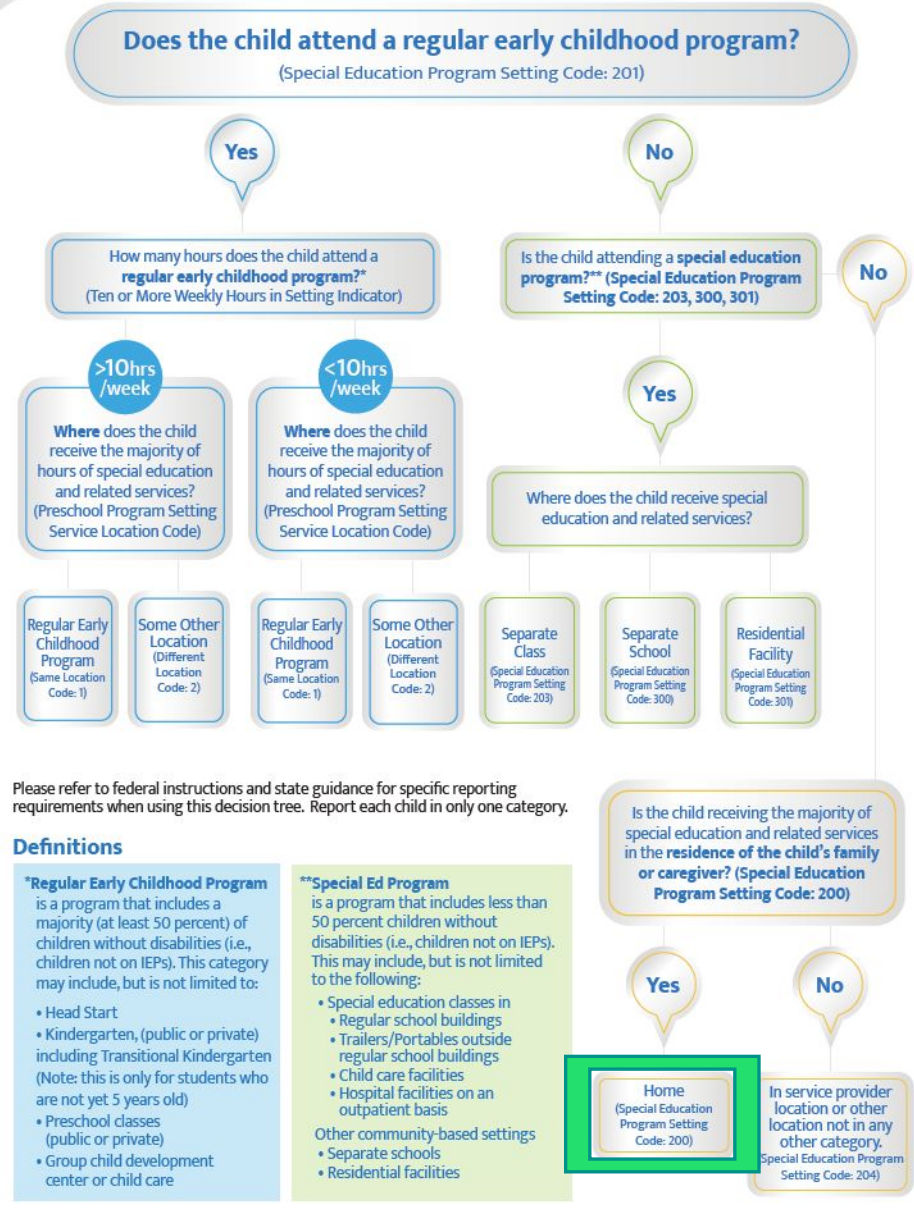 Does the child attend a regular early childhood program?
(Special Education Program Setting Code: 201)
Yes
No
How many hours does the child attend a
regular early childhood program?*
(Ten or More Weekly Hours in Setting Indicator)
Is the child attending a special education
program?** (Special Education Program
Setting Code: 203, 300, 301)
No
>10hrs
/week
Where does the child
receive the majority of
hours of special education
and related services?
(Preschool Program Setting
Service Location Code)
<10hrs
/week
Where does the child
receive the majority of
hours of special education
and related services?
(Preschool Program Setting
Service Location Code)
Yes
Where does the child receive special
education and related services?
Regular Early
Childhood
Program
(Same Location
Code: 1)
Some Other
Location
(Different
Location
Code: 2)
Regular Early
Childhood
Program
(Same Location
Code: 1)
Some Other
Location
(Different
Location
Code: 2)
Separate
Class
(Special Education
Program Setting
Code: 203)
Separate
School
(Special Education
Program Setting
Code: 300)
Residential
Facility
(Special Education
Program Setting
Code: 301)
Please refer to federal instructions and state guidance for specific reporting
requirements when using this decision tree. Report each child in only one category.
Definitions
*Regular Early Childhood Program
is a program that includes a
majority (at least 50 percent) of
children without disabilities (i.e.,
children not on IEPs). This category
may include, but is not limited to:
• Head Start
• Kindergarten, (public or private)
including Transitional Kindergarten
(Note: this is only for students who
are not yet 5 years old)
• Preschool classes
(public or private)
• Group child development
center or child care
**Special Ed Program
is a program that includes less than
50 percent children without
disabilities (i.e., children not on IEPs).
This may include, but is not limited
to the following:
• Special education classes in
• Regular school buildings
• Trailers/Portables outside
regular school buildings
• Child care facilities
• Hospital facilities on an
outpatient basis
Other community-based settings
• Separate schools
• Residential facilities
Is the child receiving the majority of
special education and related services
in the residence of the child's family
or caregiver? (Special Education
Program Setting Code: 200)
Yes
No
Home
(Special Education
Program Setting
Code: 200)
In service provider
location or other
location not in any
other category.
Special Education Program
Setting Code: 204)